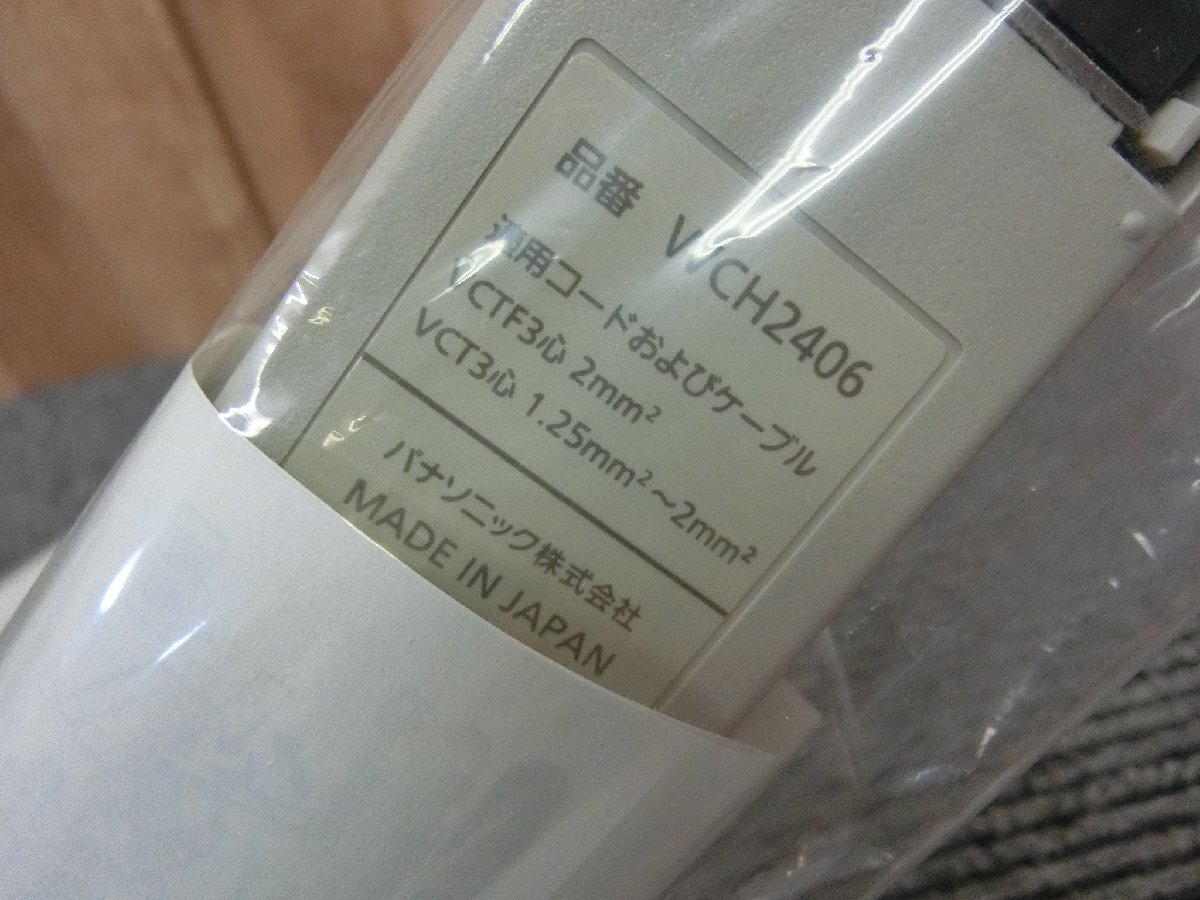 品番 WCH2406
適用コードおよびケーブル
VCTF3心 2mm²
VCT3心 1.25mm²～2mm²
パナソニック株式会社
MADE IN JAPAN